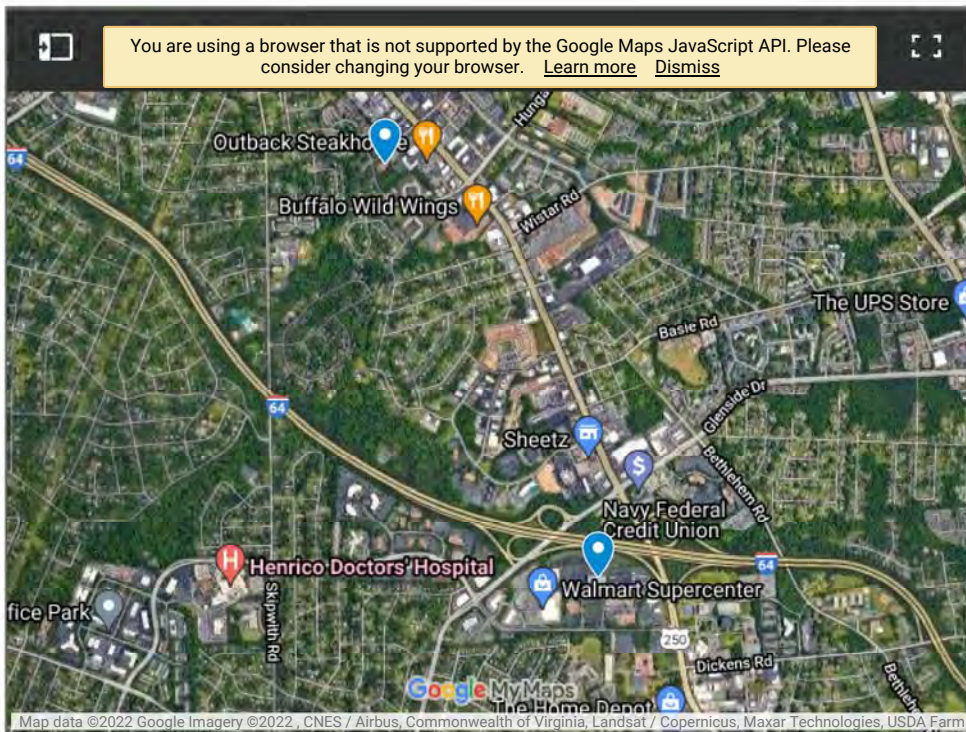 You are using a browser that is not supported by the Google Maps JavaScript API. Please
consider changing your browser. Learn more Dismiss
64
Outback Steakho e
Hunga
Buffalo Wild Wings
Wistar Rd
The UPS Store
Basie Rd
64
Glenside Dr
Sheetz
Bethlehem Rd
$
Navy Federal
Credit Union
H
Henrico Doctors' Hospital
64
Walmart Supercenter
fice Park
Skipwith Rd
250
Dickens Rd
Bethlehe
Google My Maps
The Home Depot
Map data ©2022 Google Imagery ©2022 , CNES / Airbus, Commonwealth of Virginia, Landsat / Copernicus, Maxar Technologies, USDA Farm